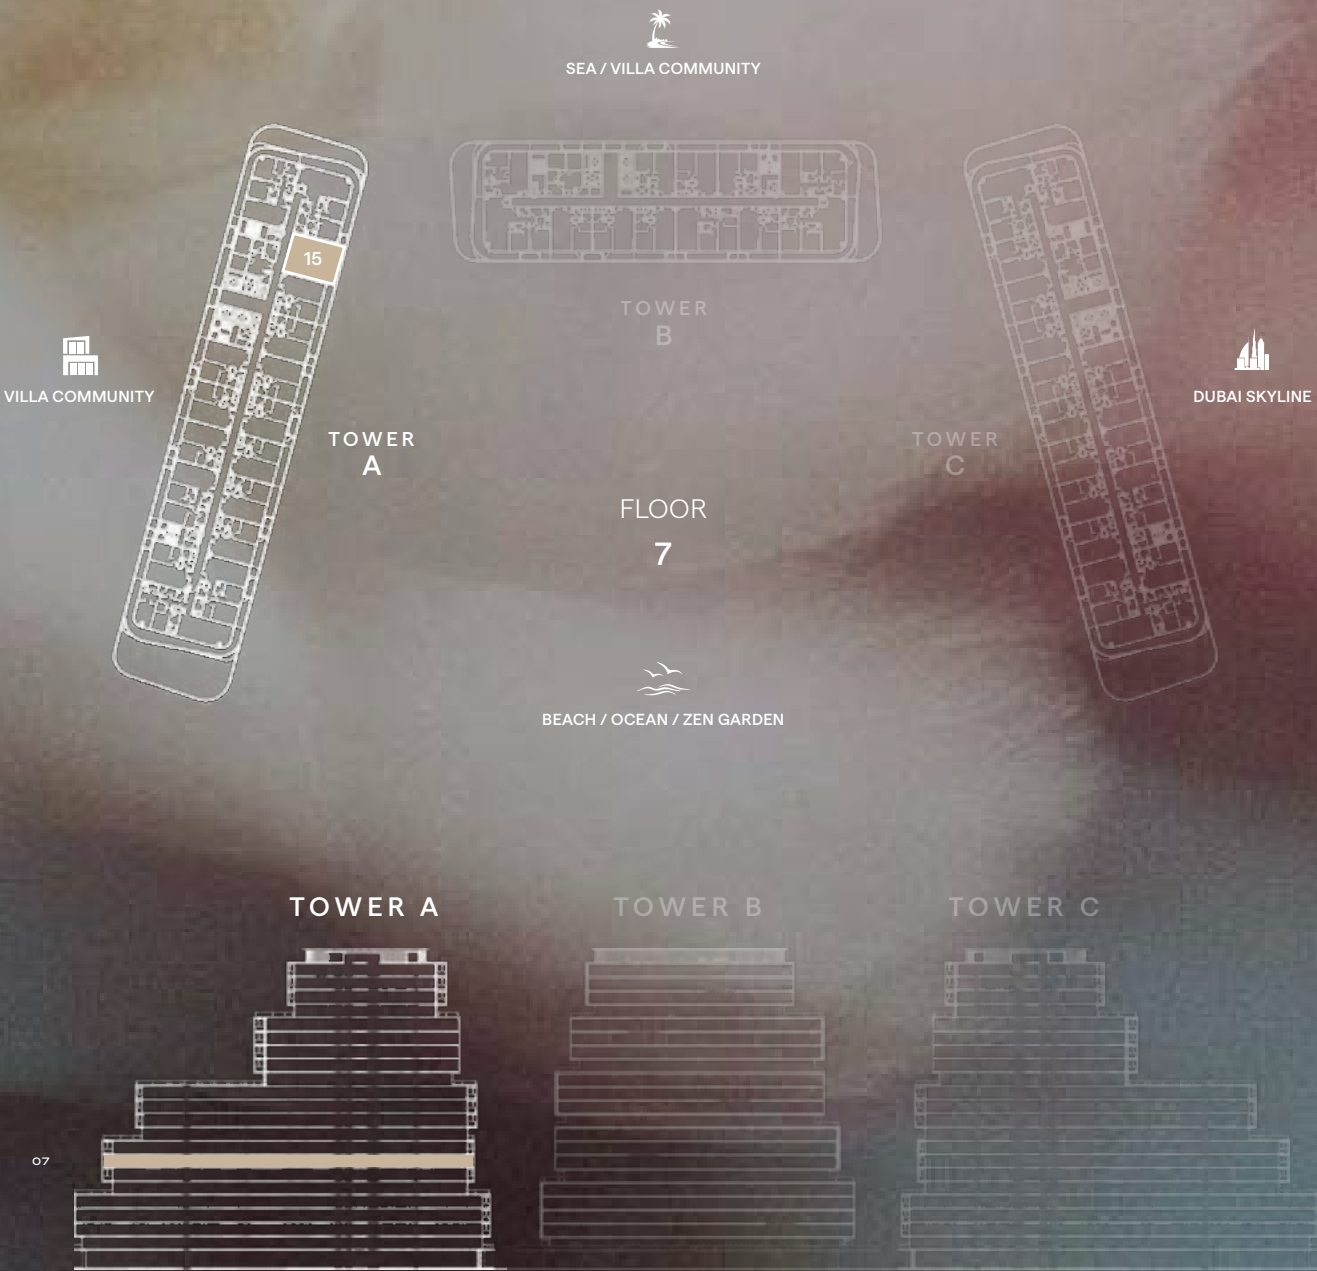 SEA / VILLA COMMUNITY
15
TOWER
B
VILLA COMMUNITY
DUBAI SKYLINE
TOWER
A
TOWER
C
FLOOR
7
BEACH / OCEAN / ZEN GARDEN
TOWER A
TOWER B
TOWER C
07